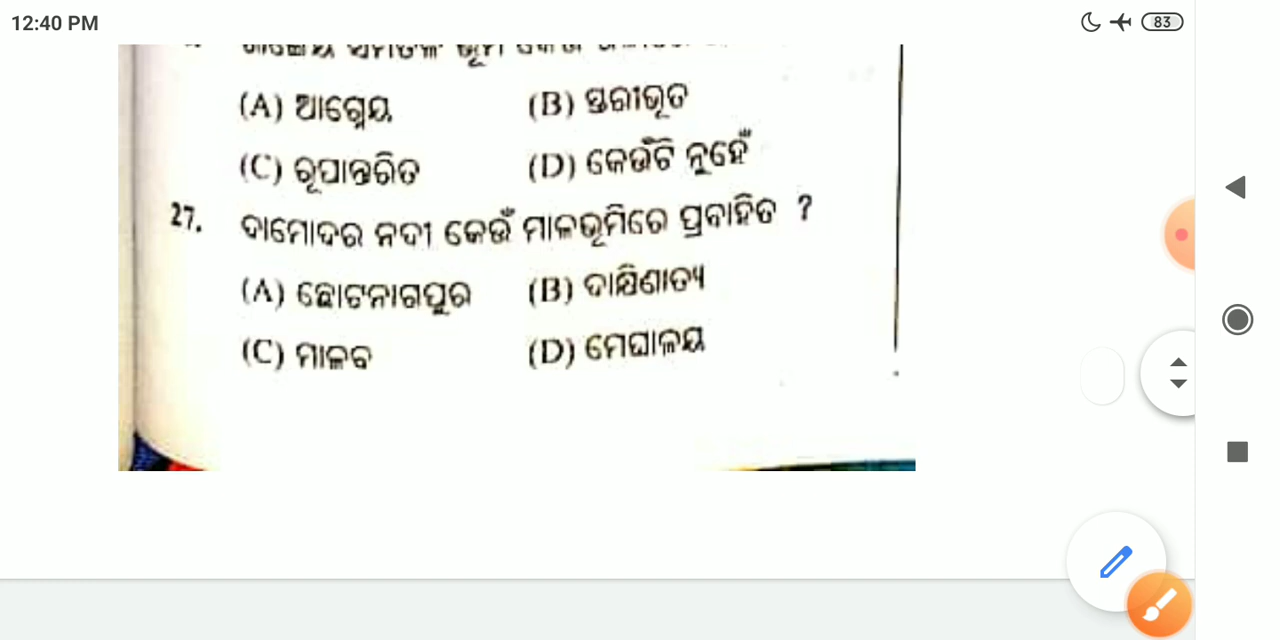 12:40 PM
83
(A) ଆଗ୍ନେୟ (B) ସ୍ତରୀଭୂତ
(C) ରୂପାନ୍ତରିତ (D) କେଉଁଟି ନୁହେଁ
27. ଦାମୋଦର ନଦୀ କେଉଁ ମାଳଭୂମିରେ ପ୍ରବାହିତ ?
(A) ଛୋଟନାଗପୁର (B) ଦାକ୍ଷିଣାତ୍ୟ
(C) ମାଳବ (D) ମେଘାଳୟ